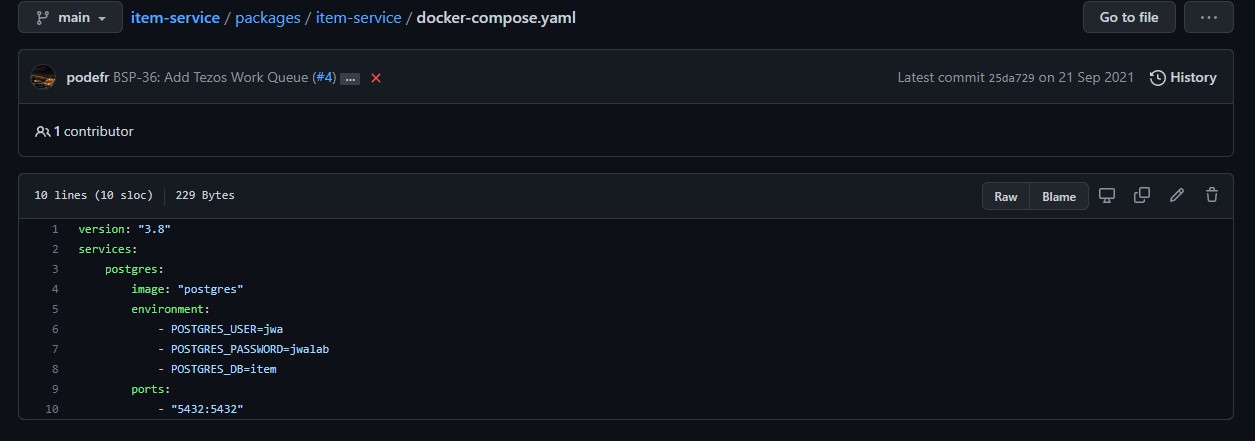 main item-service / packages / item-service / docker-compose.yaml Go to file ...
podefr BSP-36: Add Tezos Work Queue (#4) ... Latest commit 25da729 on 21 Sep 2021 History
1 contributor
10 lines (10 sloc) 229 Bytes Raw Blame
1 version: "3.8"
2 services:
3 postgres:
4 image: "postgres"
5 environment:
6 - POSTGRES_USER=jwa
7 - POSTGRES_PASSWORD=jwalab
8 - POSTGRES_DB=item
9 ports:
10 - "5432:5432"